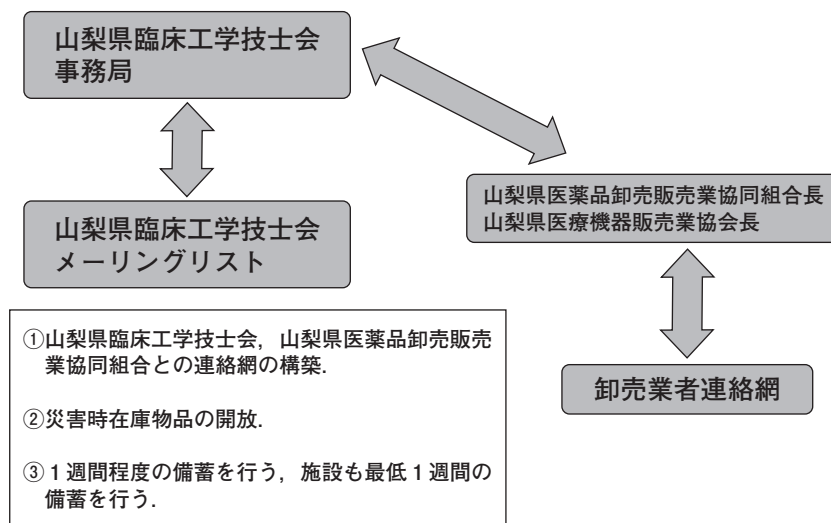 山梨県臨床工学技士会
事務局
山梨県臨床工学技士会
メーリングリスト
山梨県医薬品卸売販売業協同組合長
山梨県医療機器販売業協会長
卸売業者連絡網
①山梨県臨床工学技士会，山梨県医薬品卸売販売
業協同組合との連絡網の構築．
②災害時在庫物品の開放．
③１週間程度の備蓄を行う，施設も最低１週間の
備蓄を行う．